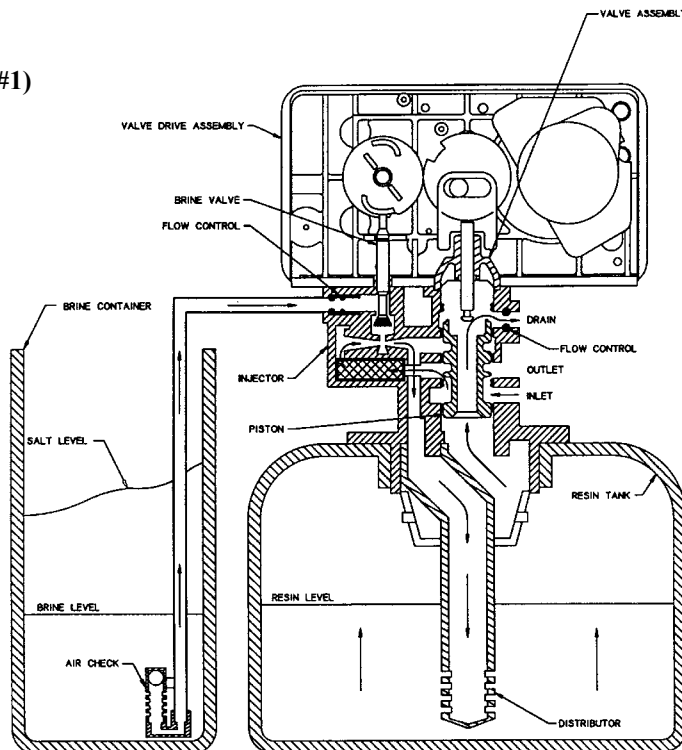 VALVE ASSEMBLY
#1)
VALVE DRIVE ASSEMBLY
BRINE VALVE
FLOW CONTROL
BRINE CONTAINER
DRAIN
FLOW CONTROL
INJECTOR
OUTLET
INLET
PISTON
SALT LEVEL
RESIN TANK
BRINE LEVEL
RESIN LEVEL
AIR CHECK
DISTRIBUTOR